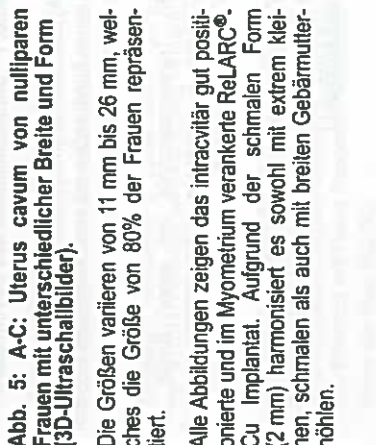 Abb. 5: A-C: Uterus cavum von nulliparen
Frauen mit unterschiedlicher Breite und Form
(3D-Ultraschallbilder).
Die Größen variieren von 11 mm bis 26 mm, wel-
ches die Größe von 80% der Frauen repräsen-
tiert.
Alle Abbildungen zeigen das intracvitär gut positi-
onierte und im Myometrium verankerte ReLARC®-
Cu Implantat. Aufgrund der schmalen Form
(2 mm) harmonisiert es sowohl mit extrem klei-
nen, schmalen als auch mit breiten Gebärmutter-
höhlen.